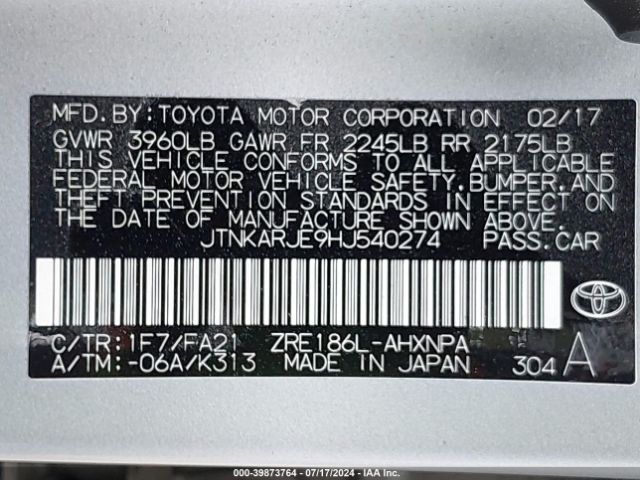 MFD. BY: TOYOTA MOTOR CORPORATION 02/17
GVWR 3960LB GAWR FR 2245LB RR 2175LB
THIS VEHICLE CONFORMS TO ALL APPLICABLE
FEDERAL MOTOR VEHICLE SAFETY, BUMPER, AND
THEFT PREVENTION STANDARDS IN EFFECT ON
THE DATE OF MANUFACTURE SHOWN ABOVE.
JTNKARJE9HJ540274 PASS. CAR
C/TR: 1F7/FA21 ZRE186L-AHXNPA
A/TM: -06A/K313 MADE IN JAPAN 304 A
000-39873764 | 07/17/2024 | IAAI.COM